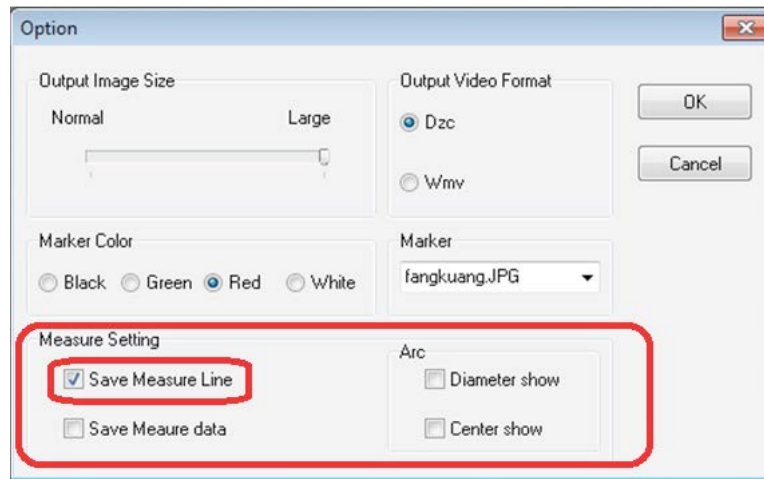 Option
Output Image Size
Normal Large
Output Video Format
Dzc
Wmv
OK
Cancel
Marker Color
Black Green Red White
Marker
fangkuang.JPG
Measure Setting
Save Measure Line
Save Meaure data
Arc
Diameter show
Center show